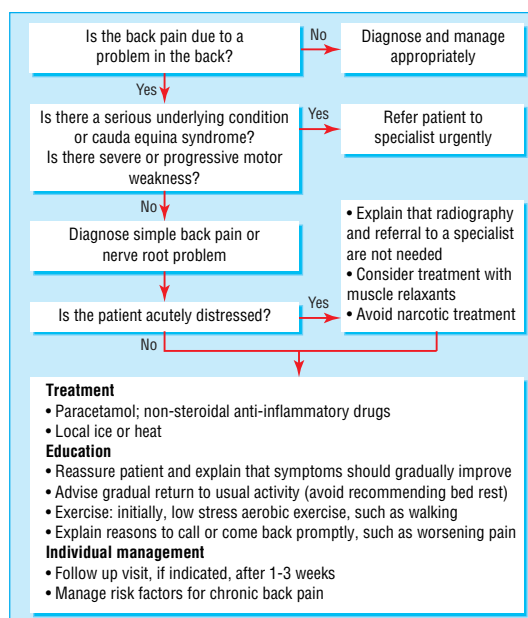 Is the back pain due to a
problem in the back?
No
Diagnose and manage
appropriately
Yes
Is there a serious underlying condition
or cauda equina syndrome?
Is there severe or progressive motor
weakness?
Yes
Refer patient to
specialist urgently
No
Diagnose simple back pain or
nerve root problem
• Explain that radiography
and referral to a specialist
are not needed
• Consider treatment with
muscle relaxants
• Avoid narcotic treatment
Is the patient acutely distressed?
Yes
No
Treatment
• Paracetamol; non-steroidal anti-inflammatory drugs
• Local ice or heat
Education
• Reassure patient and explain that symptoms should gradually improve
• Advise gradual return to usual activity (avoid recommending bed rest)
• Exercise: initially, low stress aerobic exercise, such as walking
• Explain reasons to call or come back promptly, such as worsening pain
Individual management
• Follow up visit, if indicated, after 1-3 weeks
• Manage risk factors for chronic back pain